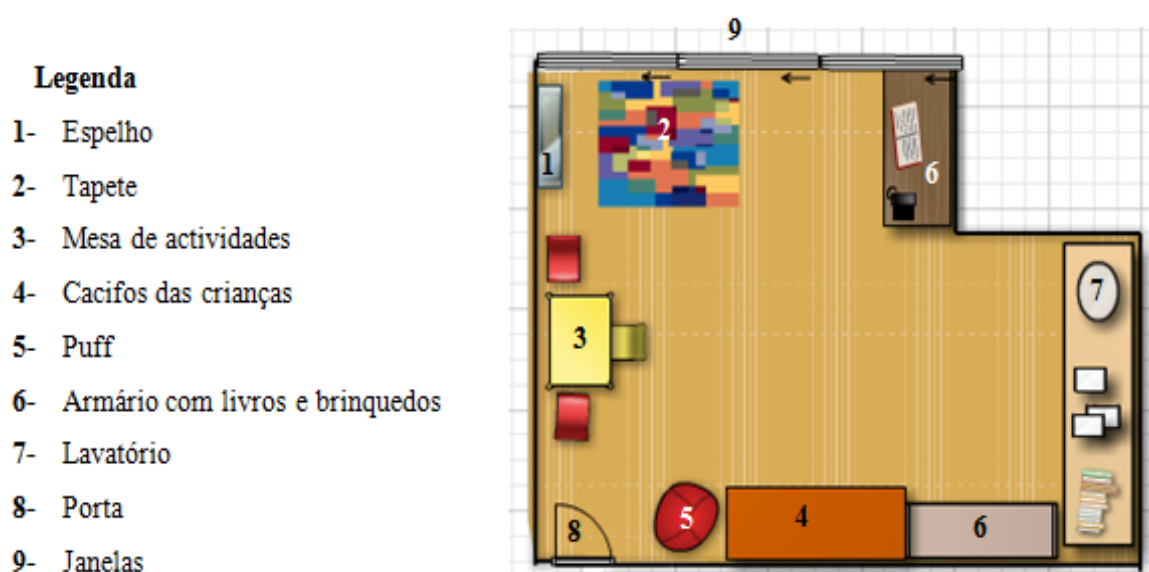 Legenda
1- Espelho
2- Tapete
3- Mesa de actividades
4- Cacifos das crianças
5- Puff
6- Armário com livros e brinquedos
7- Lavatório
8- Porta
9- Janelas
9
1
2
6
7
3
5
4
6
8